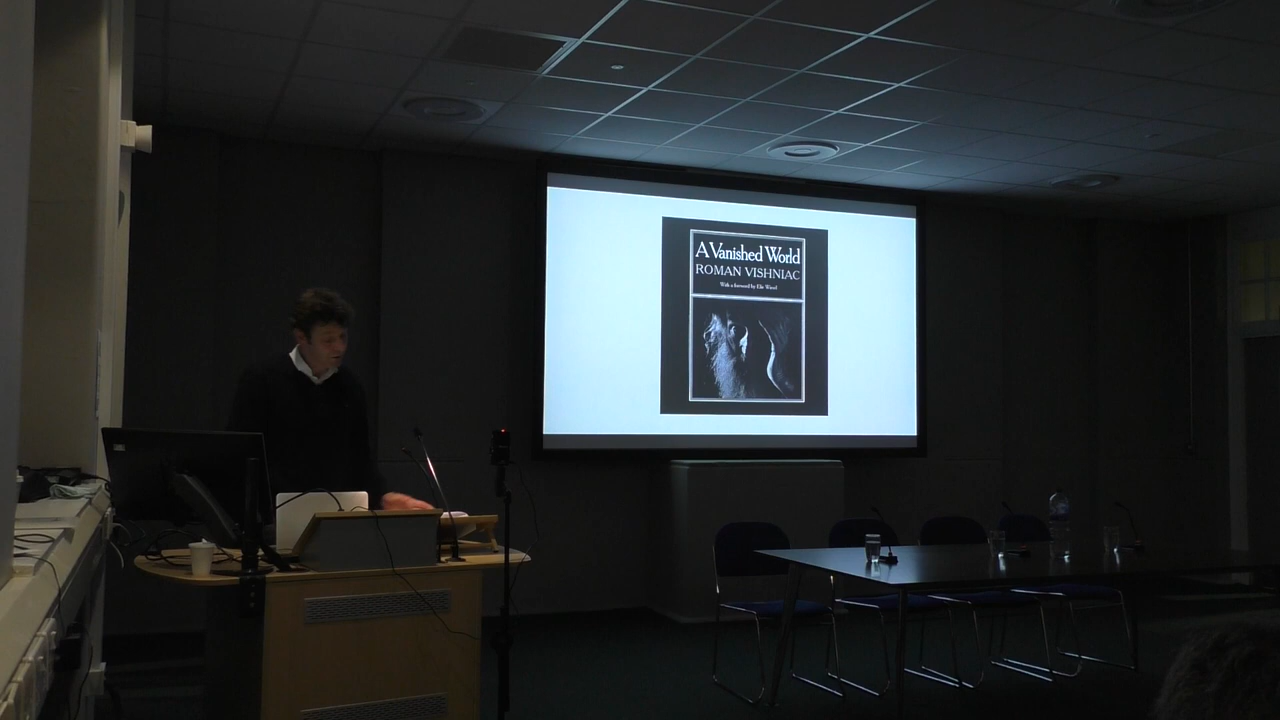 A Vanished World
ROMAN VISHNIAC
With a foreword by Elie Wiesel